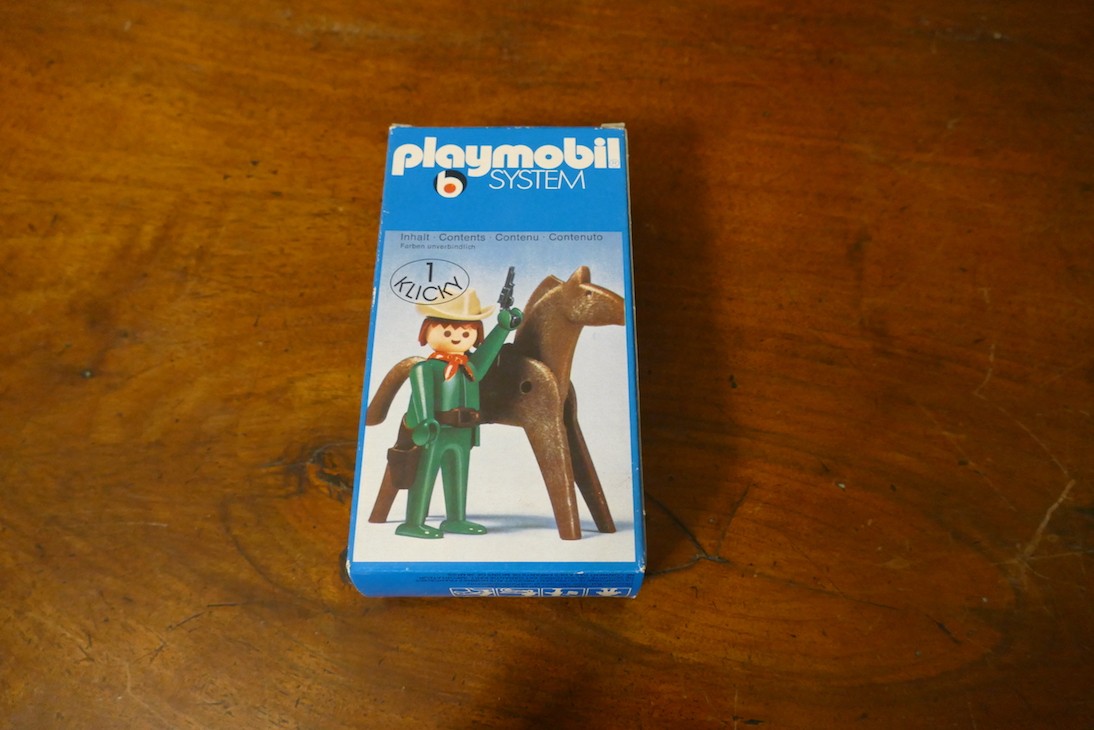 playmobil
SYSTEM
Inhalt · Contents · Contenu · Contenuto
Farben unverbindlich
1
KLICKY